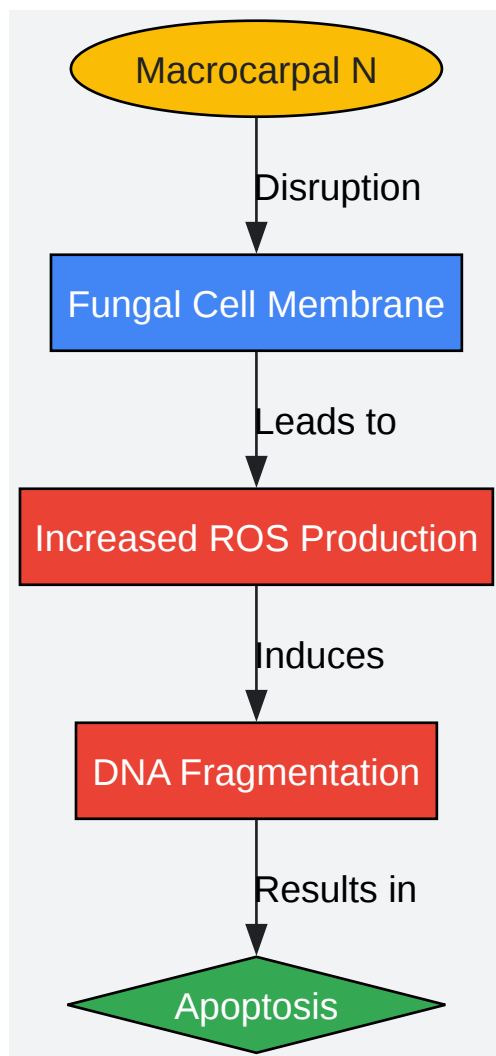 Macrocarpal N
Disruption
Fungal Cell Membrane
Leads to
Increased ROS Production
Induces
DNA Fragmentation
Results in
Apoptosis